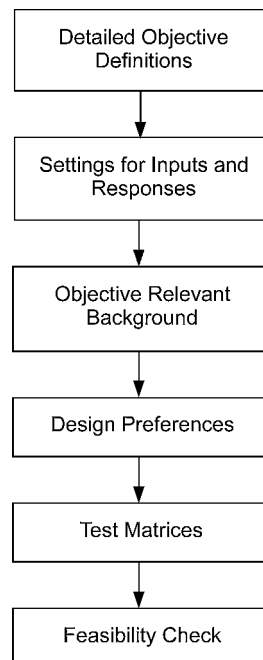 Detailed Objective
Definitions
Settings for Inputs and
Responses
Objective Relevant
Background
Design Preferences
Test Matrices
Feasibility Check